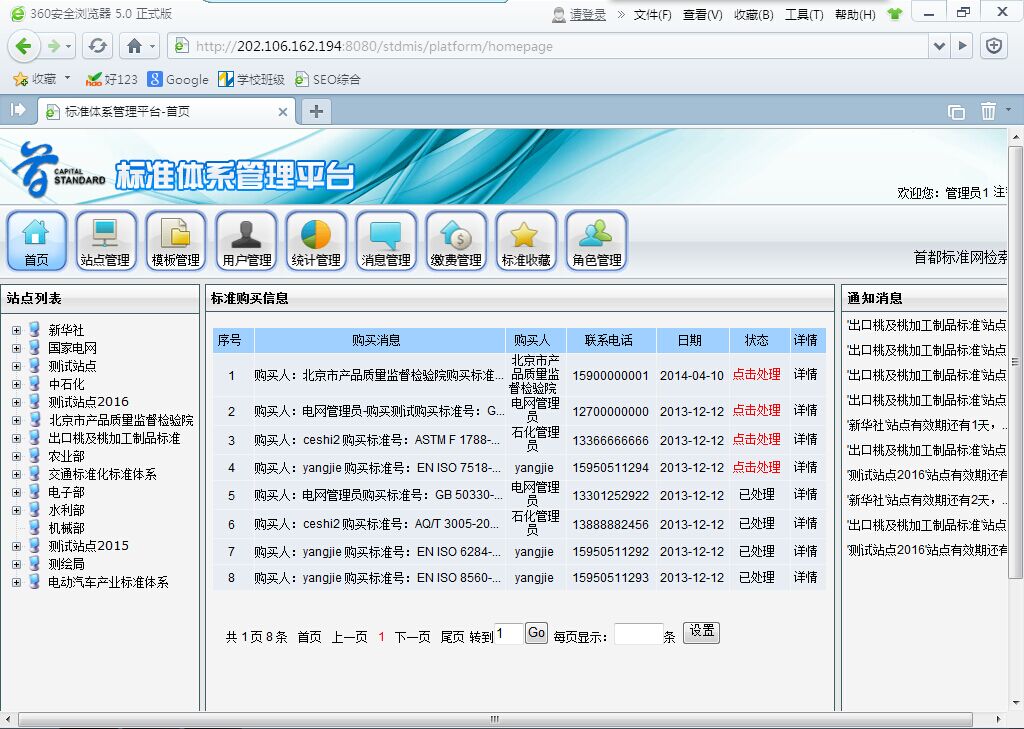 360安全浏览器 5.0 正式版
请登录 » 文件(F) 查看(V) 收藏(B) 工具(T) 帮助(H)
http://202.106.162.194:8080/stdmis/platform/homepage
收藏 好123 Google 学校班级 SEO综合
标准体系管理平台-首页
CAPITAL
STANDARD
标准体系管理平台
欢迎您: 管理员1 注
首页 站点管理 模板管理 用户管理 统计管理 消息管理 缴费管理 标准收藏 角色管理
首都标准网检索
站点列表
新华社
国家电网
测试站点
中石化
测试站点2016
北京市产品质量监督检验院
出口桃及桃加工制品标准
农业部
交通标准化标准体系
电子部
水利部
机械部
测试站点2015
测绘局
电动汽车产业标准体系
标准购买信息
序号 购买消息 购买人 联系电话 日期 状态 详情
1 购买人：北京市产品质量监督检验院购买标准... 北京市产品质量监督检验院 15900000001 2014-04-10 点击处理 详情
2 购买人：电网管理员-购买测试购买标准号：G... 电网管理员 12700000000 2013-12-12 点击处理 详情
3 购买人：ceshi2 购买标准号：ASTM F 1788-... 石化管理员 13366666666 2013-12-12 点击处理 详情
4 购买人：yangjie 购买标准号：EN ISO 7518-... yangjie 15950511294 2013-12-12 点击处理 详情
5 购买人：电网管理员购买标准号：GB 50330-... 电网管理员 13301252922 2013-12-12 已处理 详情
6 购买人：ceshi2 购买标准号：AQ/T 3005-20... 石化管理员 13888882456 2013-12-12 已处理 详情
7 购买人：yangjie 购买标准号：EN ISO 6284-... yangjie 15950511292 2013-12-12 已处理 详情
8 购买人：yangjie 购买标准号：EN ISO 8560-... yangjie 15950511293 2013-12-12 已处理 详情
共 1 页 8 条 首页 上一页 1 下一页 尾页 转到 1 Go 每页显示： 条 设置
通知消息
'出口桃及桃加工制品标准'站点
'出口桃及桃加工制品标准'站点
'出口桃及桃加工制品标准'站点
'出口桃及桃加工制品标准'站点
'新华社'站点有效期还有1天，..
'出口桃及桃加工制品标准'站点
'测试站点2016'站点有效期还有
'新华社'站点有效期还有2天，..
'出口桃及桃加工制品标准'站点
'测试站点2016'站点有效期还有